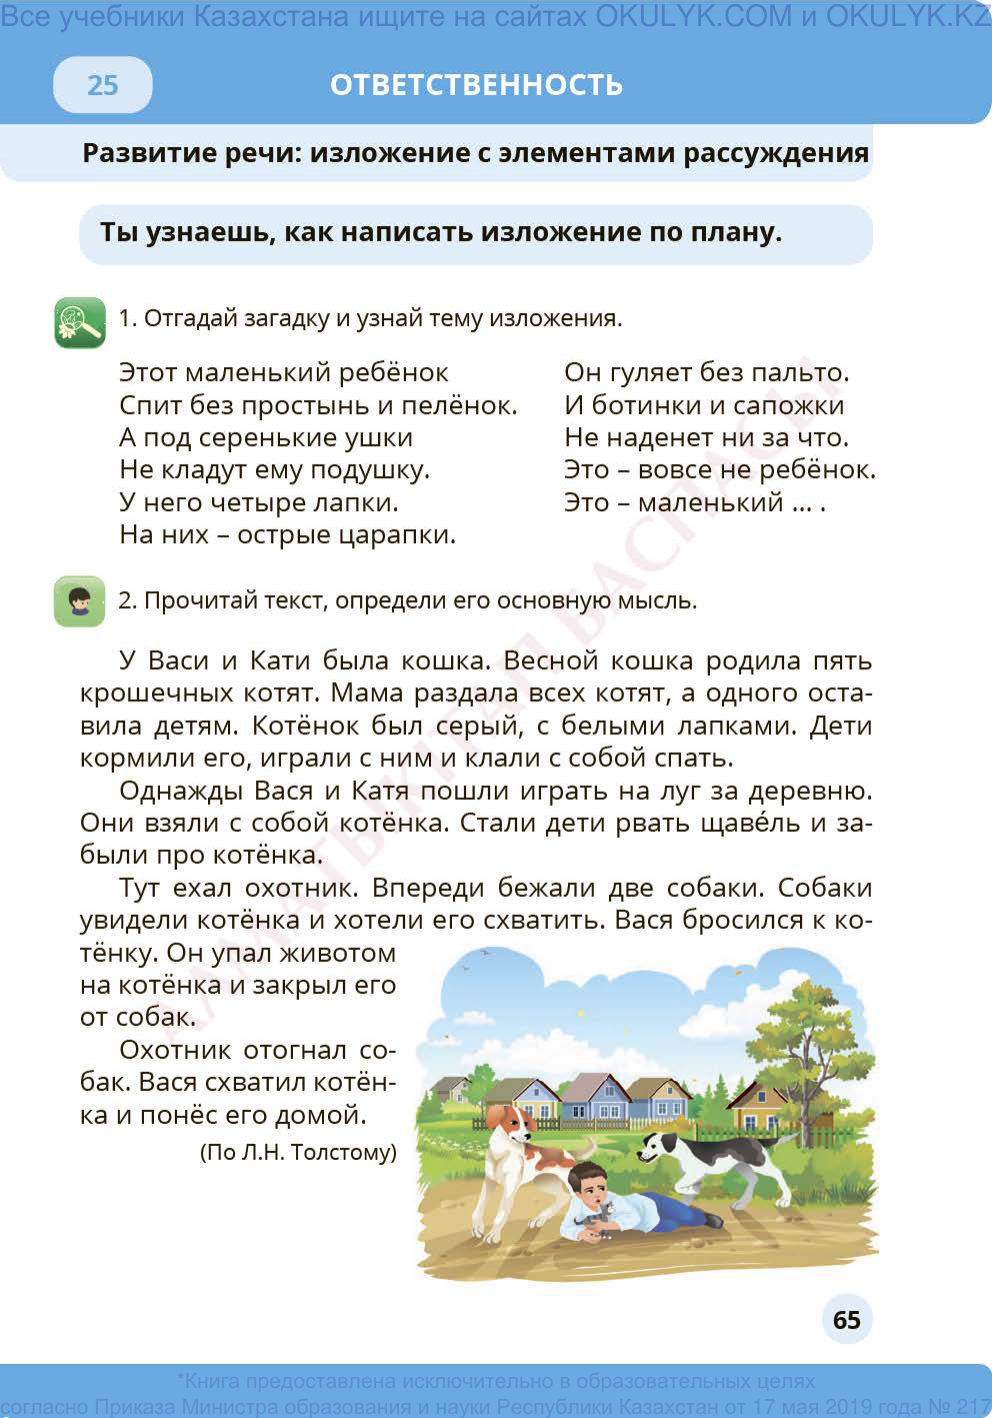 Все учебники Казахстана ищите на сайтах OKULYK.COM и OKULYK.KZ
25
ОТВЕТСТВЕННОСТЬ
Развитие речи: изложение с элементами рассуждения
Ты узнаешь, как написать изложение по плану.
1. Отгадай загадку и узнай тему изложения.
Этот маленький ребёнок
Спит без простынь и пелёнок.
А под серенькие ушки
Не кладут ему подушку.
У него четыре лапки.
На них – острые царапки.
Он гуляет без пальто.
И ботинки и сапожки
Не наденет ни за что.
Это – вовсе не ребёнок.
Это – маленький ... .
2. Прочитай текст, определи его основную мысль.
У Васи и Кати была кошка. Весной кошка родила пять
крошечных котят. Мама раздала всех котят, а одного оста-
вила детям. Котёнок был серый, с белыми лапками. Дети
кормили его, играли с ним и клали с собой спать.
Однажды Вася и Катя пошли играть на луг за деревню.
Они взяли с собой котёнка. Стали дети рвать щаве́ль и за-
были про котёнка.
Тут ехал охотник. Впереди бежали две собаки. Собаки
увидели котёнка и хотели его схватить. Вася бросился к ко-
тёнку. Он упал животом
на котёнка и закрыл его
от собак.
Охотник отогнал со-
бак. Вася схватил котён-
ка и понёс его домой.
(По Л.Н. Толстому)
АЛМАТЫКІТАП БАСПАСЫ
65
*Книга предоставлена исключительно в образовательных целях
согласно Приказа Министра образования и науки Республики Казахстан от 17 мая 2019 года № 217